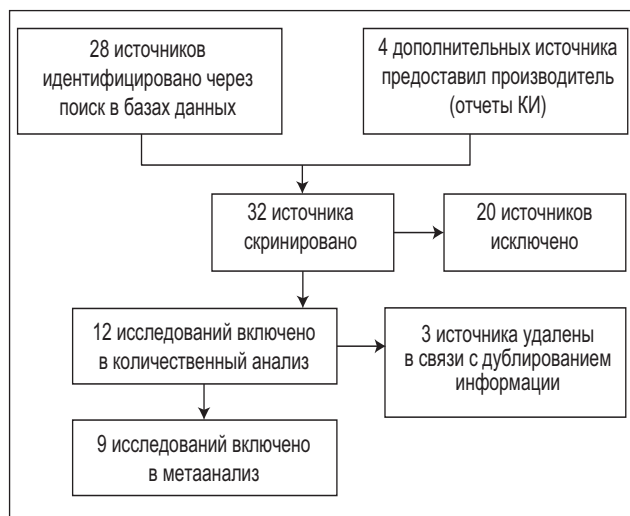 28 источников
идентифицировано через
поиск в базах данных
4 дополнительных источника
предоставил производитель
(отчеты КИ)
32 источника
скринировано
20 источников
исключено
12 исследований включено
в количественный анализ
3 источника удалены
в связи с дублированием
информации
9 исследований включено
в метаанализ